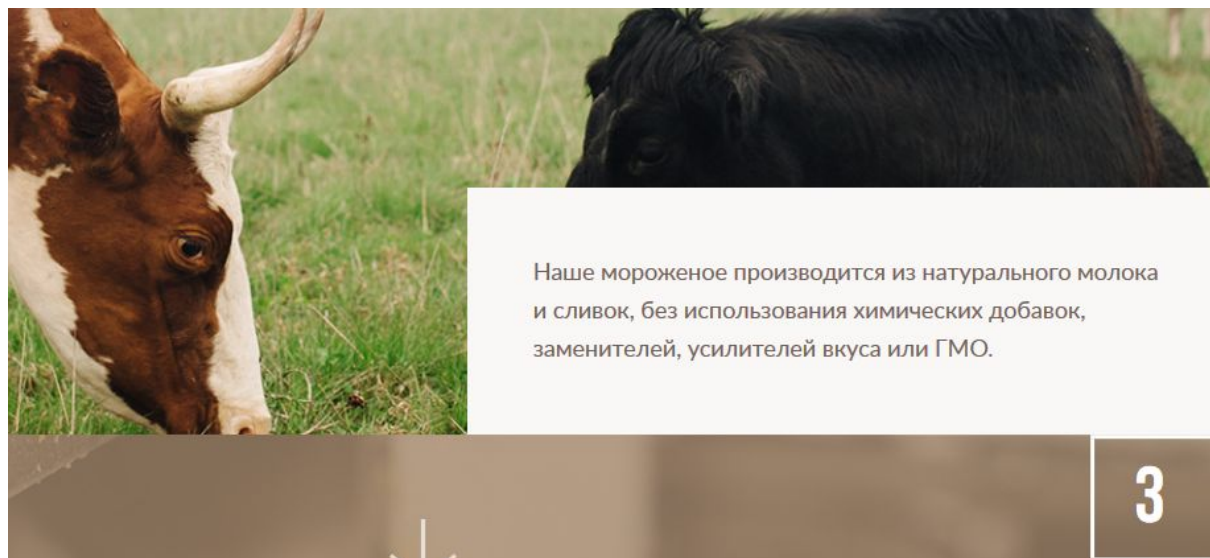 Наше мороженое производится из натурального молока
и сливок, без использования химических добавок,
заменителей, усилителей вкуса или ГМО.
3